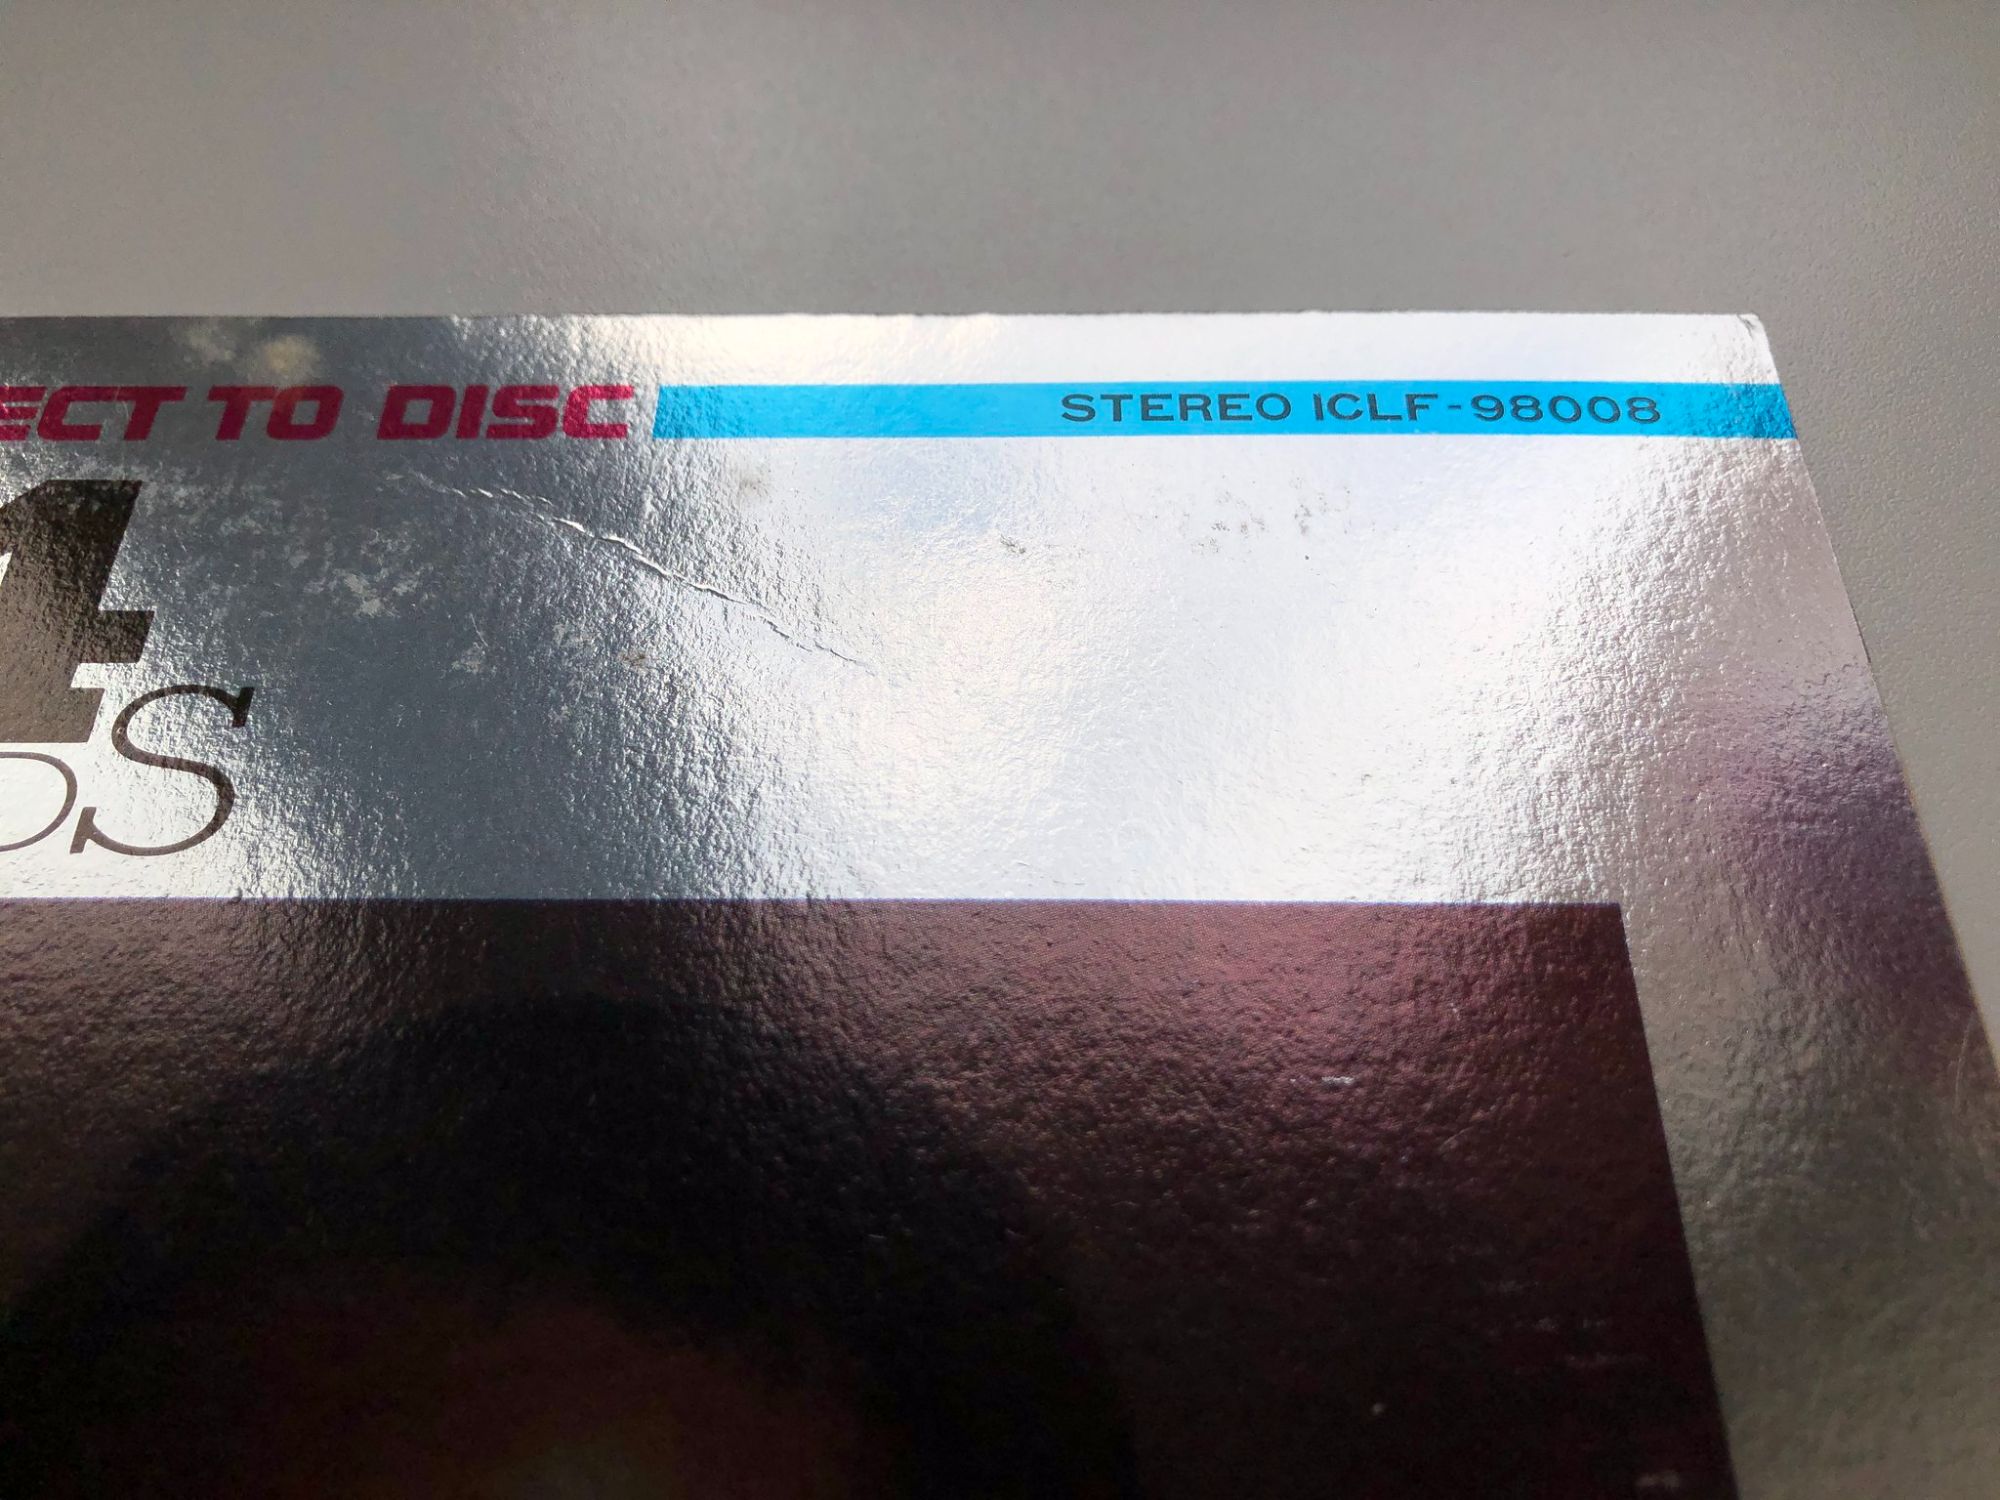 ECT TO DISC STEREO ICLF-98008